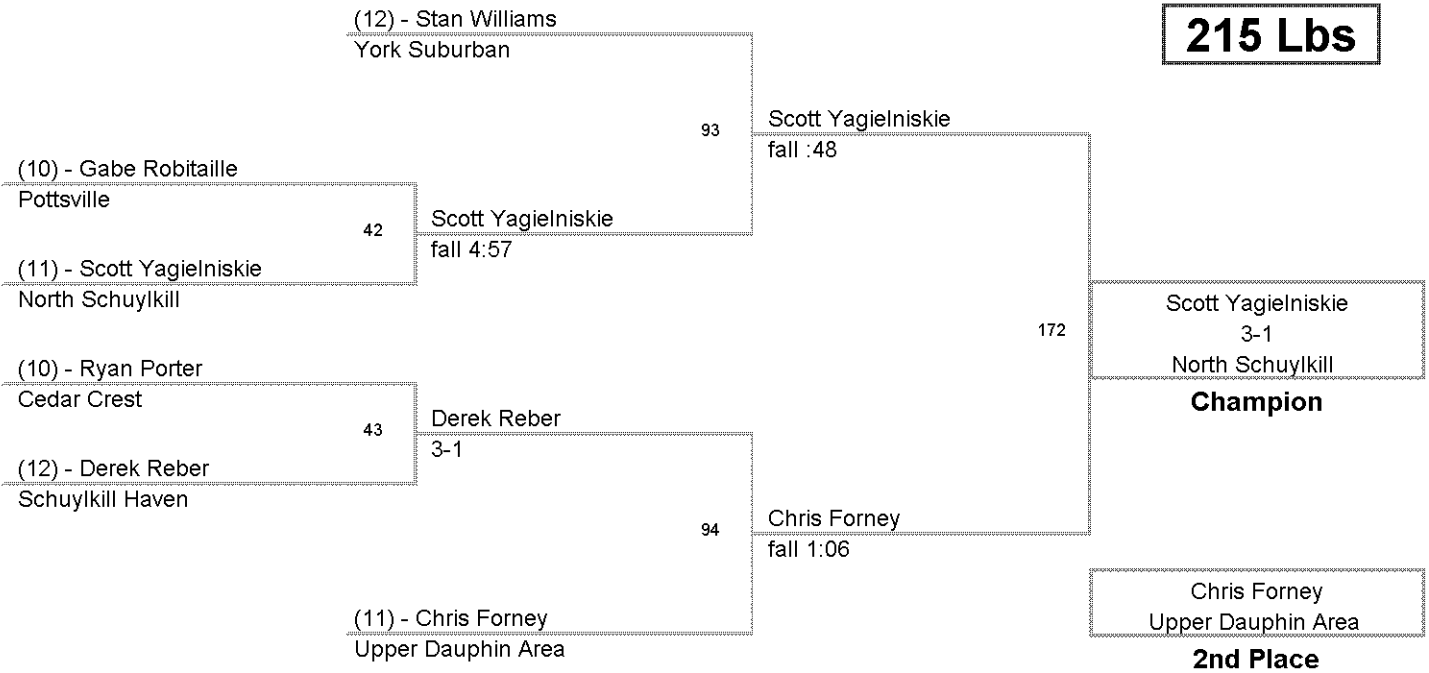 (12) - Stan Williams
York Suburban
215 Lbs
93
Scott Yagielniskie
fall :48
(10) - Gabe Robitaille
Pottsville
42
Scott Yagielniskie
fall 4:57
(11) - Scott Yagielniskie
North Schuylkill
172
Scott Yagielniskie
3-1
North Schuylkill
Champion
(10) - Ryan Porter
Cedar Crest
43
Derek Reber
3-1
(12) - Derek Reber
Schuylkill Haven
94
Chris Forney
fall 1:06
(11) - Chris Forney
Upper Dauphin Area
Chris Forney
Upper Dauphin Area
2nd Place